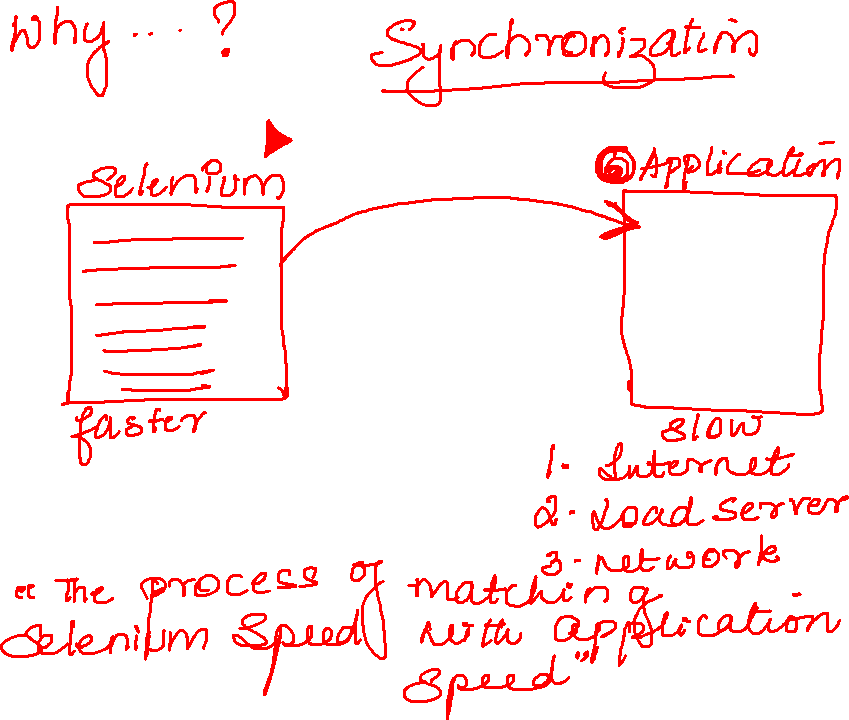 Why ... ?
Synchronization
Selenium
Application
faster
slow
1. Internet
2. Load Server
3. network
"The process of matching
Selenium Speed with application
Speed"